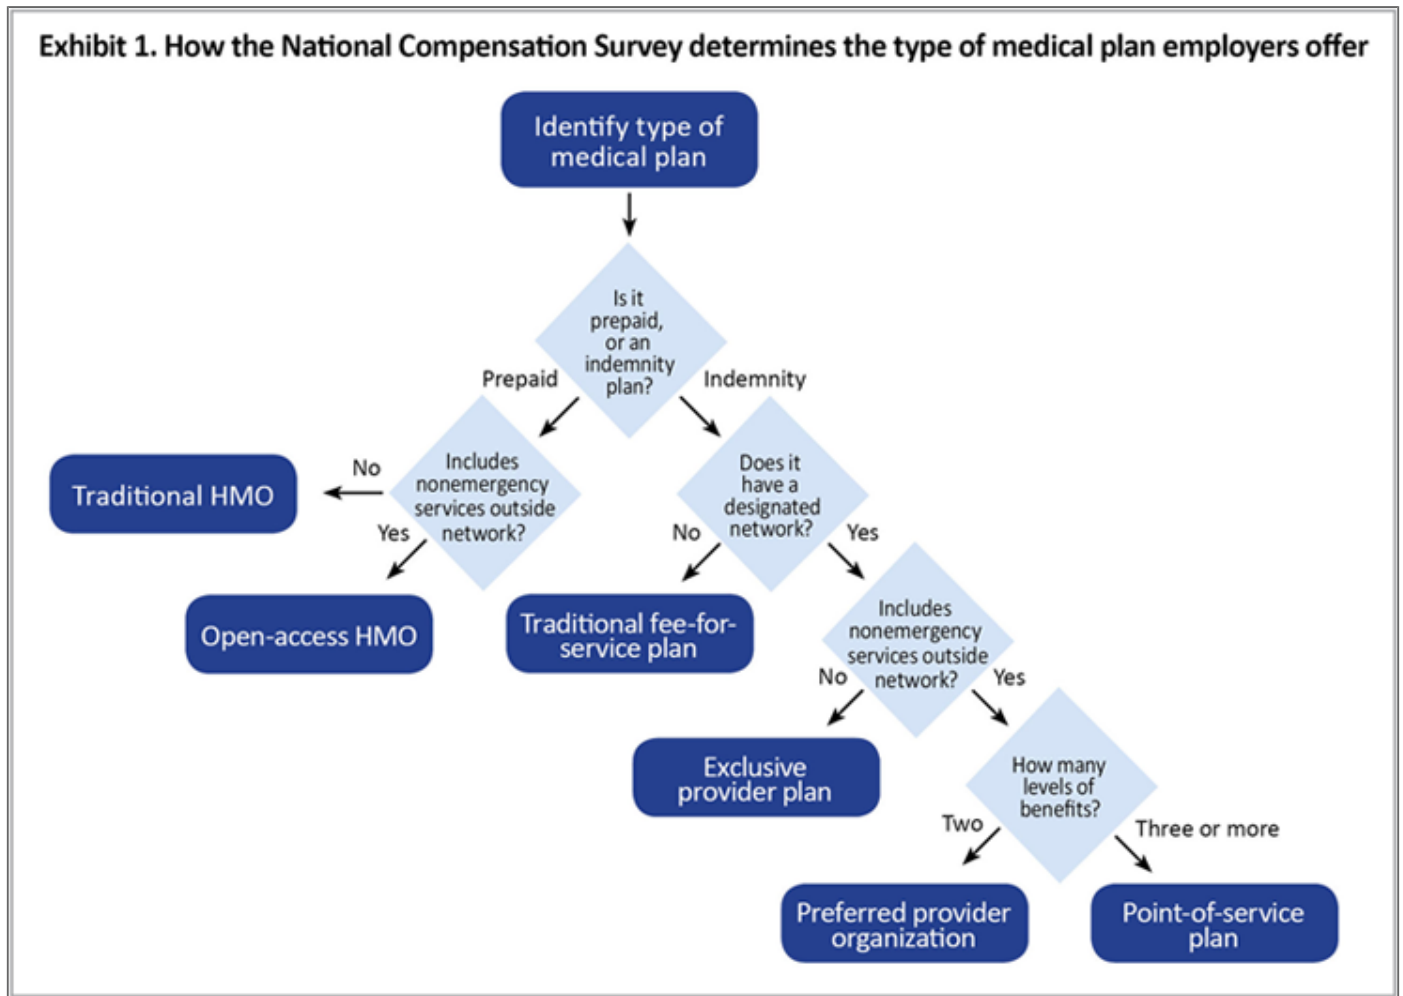 Exhibit 1. How the National Compensation Survey determines the type of medical plan employers offer
Identify type of
medical plan
Is it
prepaid,
or an
indemnity
plan?
Prepaid
Indemnity
Includes
nonemergency
services outside
network?
No
Traditional HMO
Yes
Open-access HMO
Does it
have a
designated
network?
No
Traditional fee-for-
service plan
Yes
Includes
nonemergency
services outside
network?
No
Exclusive
provider plan
Yes
How many
levels of
benefits?
Two
Preferred provider
organization
Three or more
Point-of-service
plan